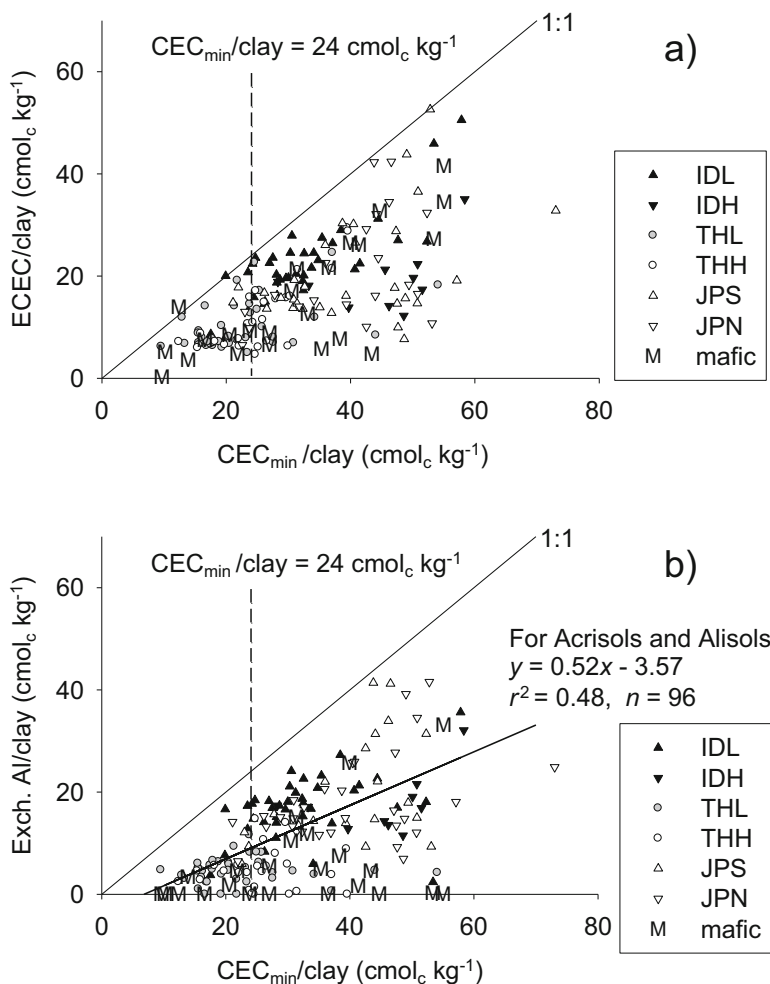 CEC_min/clay = 24 cmol_c kg⁻¹
1:1
a)
60
40
20
0
ECEC/clay (cmol_c kg⁻¹)
0 20 40 60 80
CEC_min/clay (cmol_c kg⁻¹)
IDL
IDH
THL
THH
JPS
JPN
M mafic
CEC_min/clay = 24 cmol_c kg⁻¹
1:1
b)
For Acrisols and Alisols
y = 0.52x - 3.57
r² = 0.48, n = 96
60
40
20
0
Exch. Al/clay (cmol_c kg⁻¹)
0 20 40 60 80
CEC_min/clay (cmol_c kg⁻¹)
IDL
IDH
THL
THH
JPS
JPN
M mafic